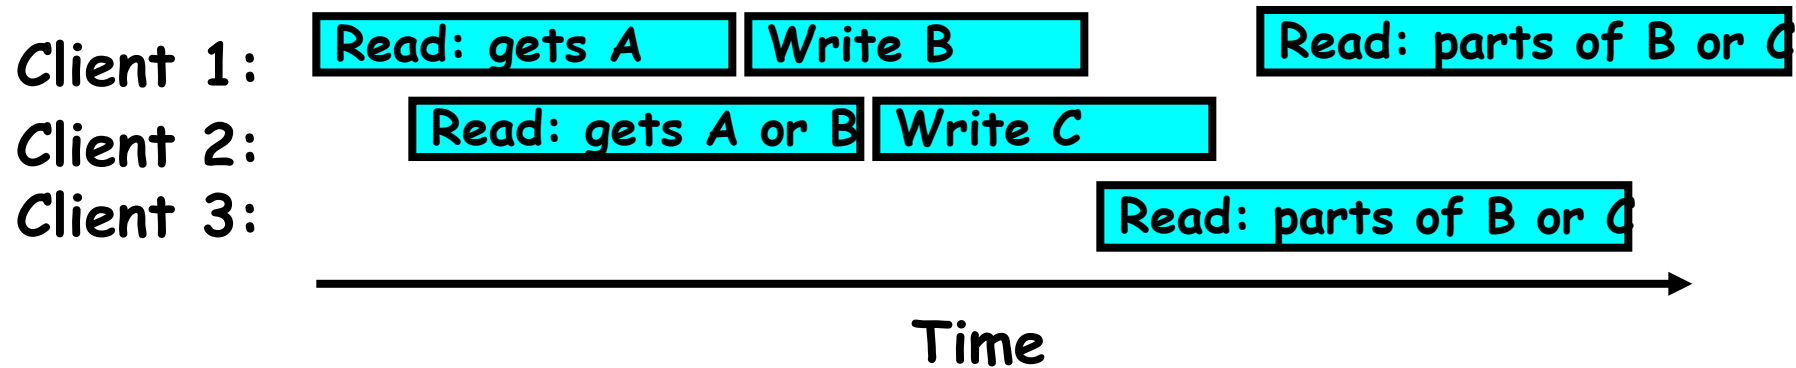 Client 1: Read: gets A Write B Read: parts of B or C
Client 2: Read: gets A or B Write C
Client 3: Read: parts of B or C
Time